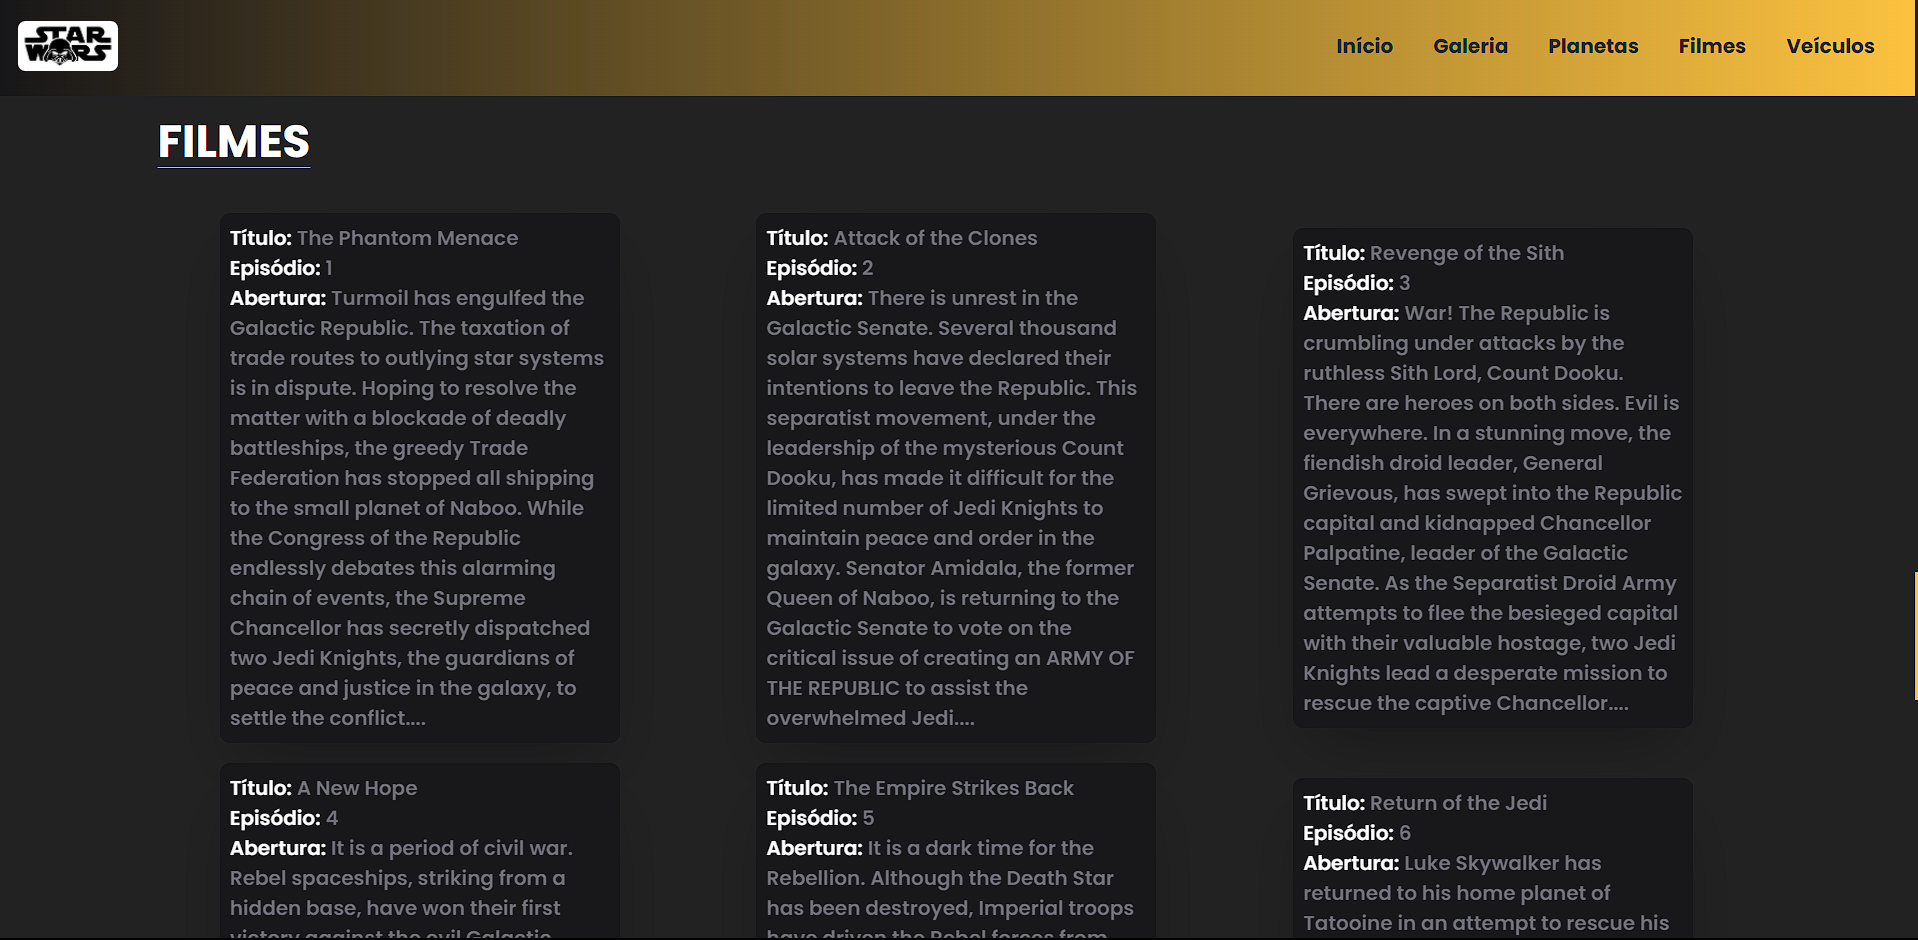 STAR
WARS
Início Galeria Planetas Filmes Veículos
FILMES
Título: The Phantom Menace
Episódio: 1
Abertura: Turmoil has engulfed the
Galactic Republic. The taxation of
trade routes to outlying star systems
is in dispute. Hoping to resolve the
matter with a blockade of deadly
battleships, the greedy Trade
Federation has stopped all shipping
to the small planet of Naboo. While
the Congress of the Republic
endlessly debates this alarming
chain of events, the Supreme
Chancellor has secretly dispatched
two Jedi Knights, the guardians of
peace and justice in the galaxy, to
settle the conflict....
Título: Attack of the Clones
Episódio: 2
Abertura: There is unrest in the
Galactic Senate. Several thousand
solar systems have declared their
intentions to leave the Republic. This
separatist movement, under the
leadership of the mysterious Count
Dooku, has made it difficult for the
limited number of Jedi Knights to
maintain peace and order in the
galaxy. Senator Amidala, the former
Queen of Naboo, is returning to the
Galactic Senate to vote on the
critical issue of creating an ARMY OF
THE REPUBLIC to assist the
overwhelmed Jedi....
Título: Revenge of the Sith
Episódio: 3
Abertura: War! The Republic is
crumbling under attacks by the
ruthless Sith Lord, Count Dooku.
There are heroes on both sides. Evil is
everywhere. In a stunning move, the
fiendish droid leader, General
Grievous, has swept into the Republic
capital and kidnapped Chancellor
Palpatine, leader of the Galactic
Senate. As the Separatist Droid Army
attempts to flee the besieged capital
with their valuable hostage, two Jedi
Knights lead a desperate mission to
rescue the captive Chancellor....
Título: A New Hope
Episódio: 4
Abertura: It is a period of civil war.
Rebel spaceships, striking from a
hidden base, have won their first
victory against the evil Galactic
Título: The Empire Strikes Back
Episódio: 5
Abertura: It is a dark time for the
Rebellion. Although the Death Star
has been destroyed, Imperial troops
have driven the Rebel forces from
Título: Return of the Jedi
Episódio: 6
Abertura: Luke Skywalker has
returned to his home planet of
Tatooine in an attempt to rescue his